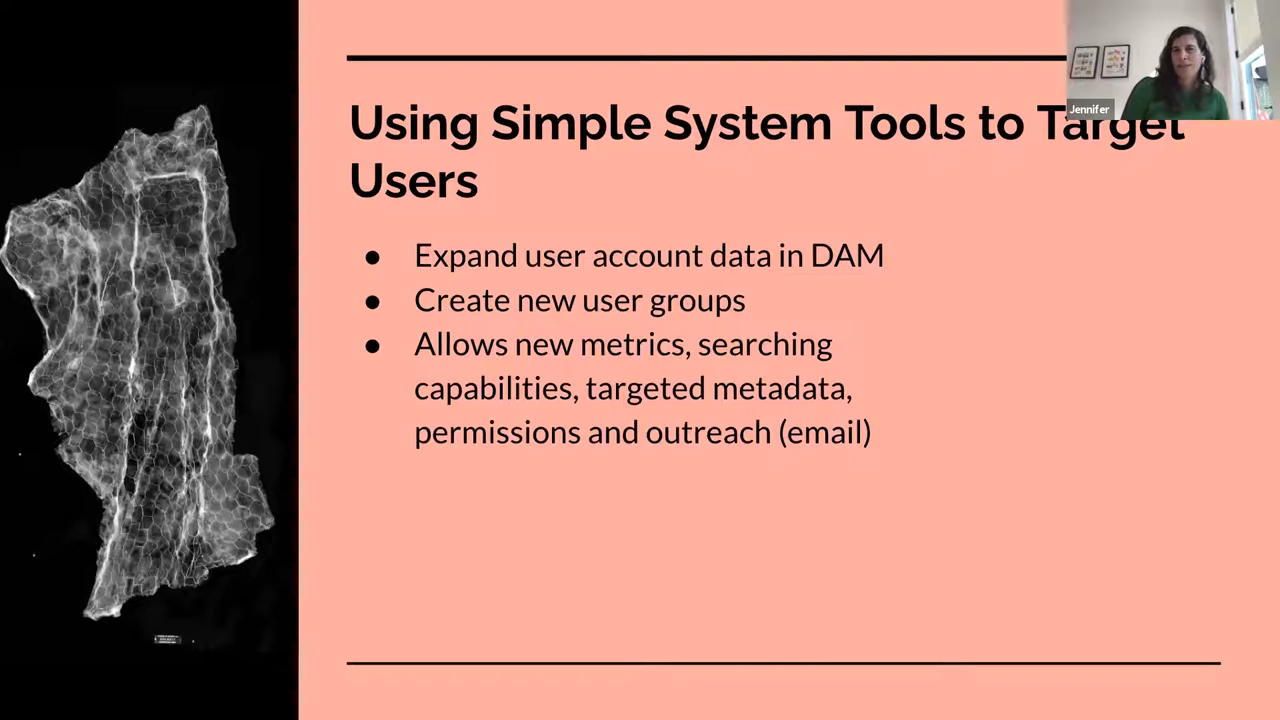 Jennifer
Using Simple System Tools to Target
Users
● Expand user account data in DAM
● Create new user groups
● Allows new metrics, searching
capabilities, targeted metadata,
permissions and outreach (email)